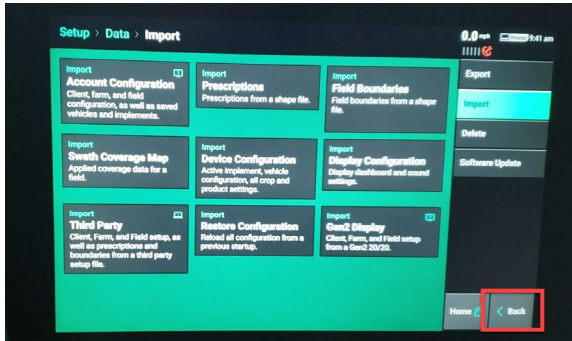 Setup > Data > Import
0.0 mph 9:41 am
Import
Account Configuration
Client, farm, and field
configuration, as well as saved
vehicles and implements.
Import
Prescriptions
Prescriptions from a shape file.
Import
Field Boundaries
Field boundaries from a shape
file.
Import
Swath Coverage Map
Applied coverage data for a
field.
Import
Device Configuration
Active implement, vehicle
configuration, all crop and
product settings.
Import
Display Configuration
Display dashboard and sound
settings.
Import
Third Party
Client, Farm, and Field setup, as
well as prescriptions and
boundaries from a third party
setup file.
Import
Restore Configuration
Reload all configuration from a
previous startup.
Import
Gen2 Display
Client, Farm, and Field setup
from a Gen2 20/20.
Export
Import
Delete
Software Update
Home
< Back